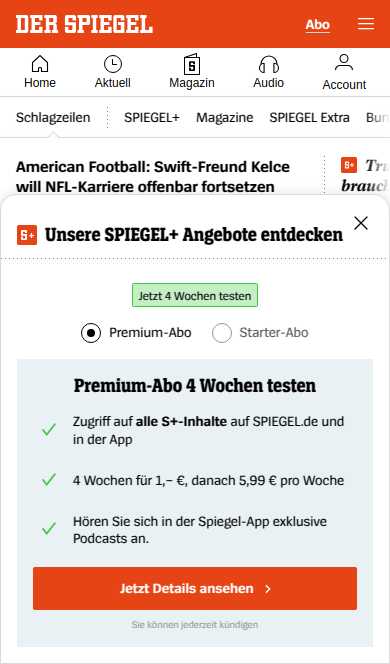 DER SPIEGEL
Abo
Home
Aktuell
Magazin
Audio
Account
Schlagzeilen
SPIEGEL+
Magazine
SPIEGEL Extra
American Football: Swift-Freund Kelce
will NFL-Karriere offenbar fortsetzen
S+
S+ Unsere SPIEGEL+ Angebote entdecken
Jetzt 4 Wochen testen
Premium-Abo
Starter-Abo
Premium-Abo 4 Wochen testen
Zugriff auf alle S+-Inhalte auf SPIEGEL.de und
in der App
4 Wochen für 1,– €, danach 5,99 € pro Woche
Hören Sie sich in der Spiegel-App exklusive
Podcasts an.
Jetzt Details ansehen
Sie können jederzeit kündigen